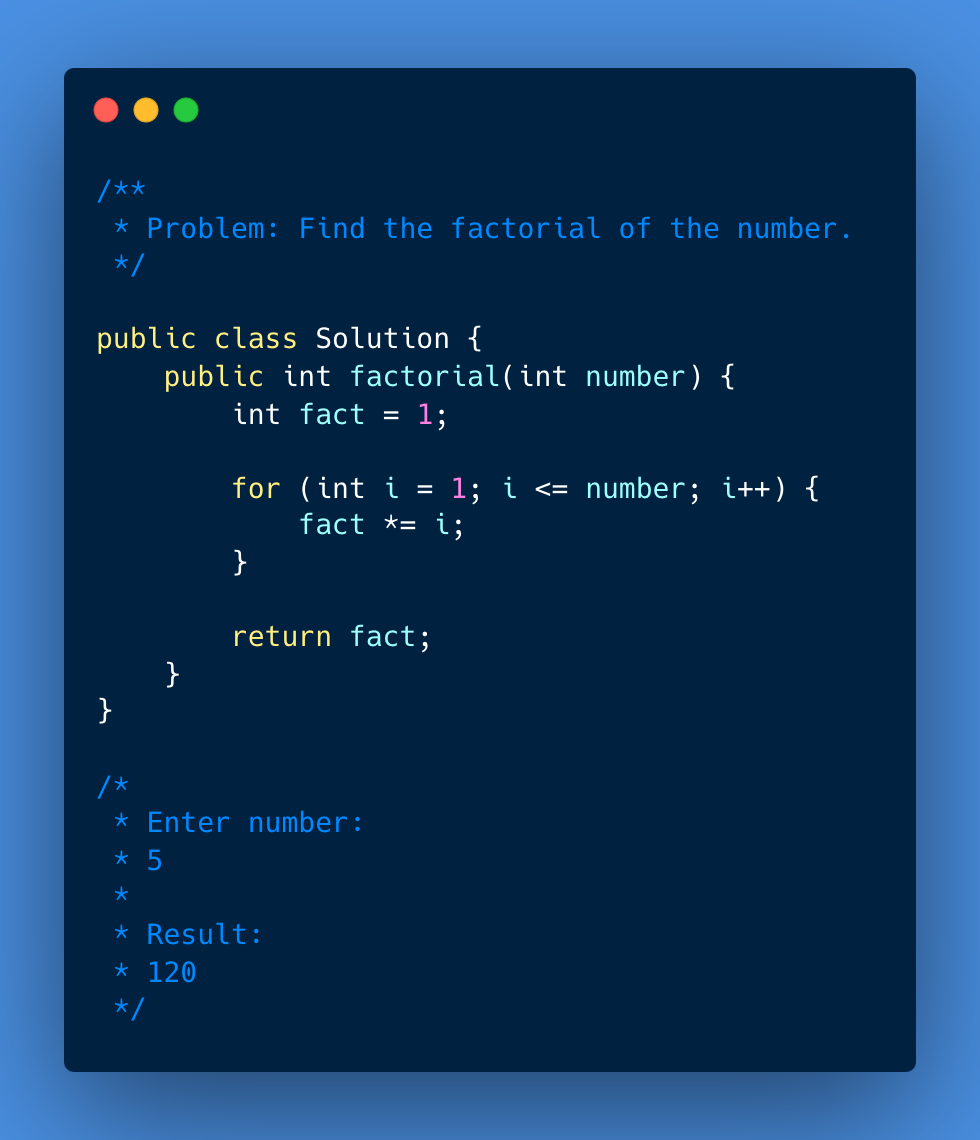 /**
 * Problem: Find the factorial of the number.
 */

public class Solution {
    public int factorial(int number) {
        int fact = 1;

        for (int i = 1; i <= number; i++) {
            fact *= i;
        }

        return fact;
    }
}

/*
 * Enter number:
 * 5
 *
 * Result:
 * 120
 */